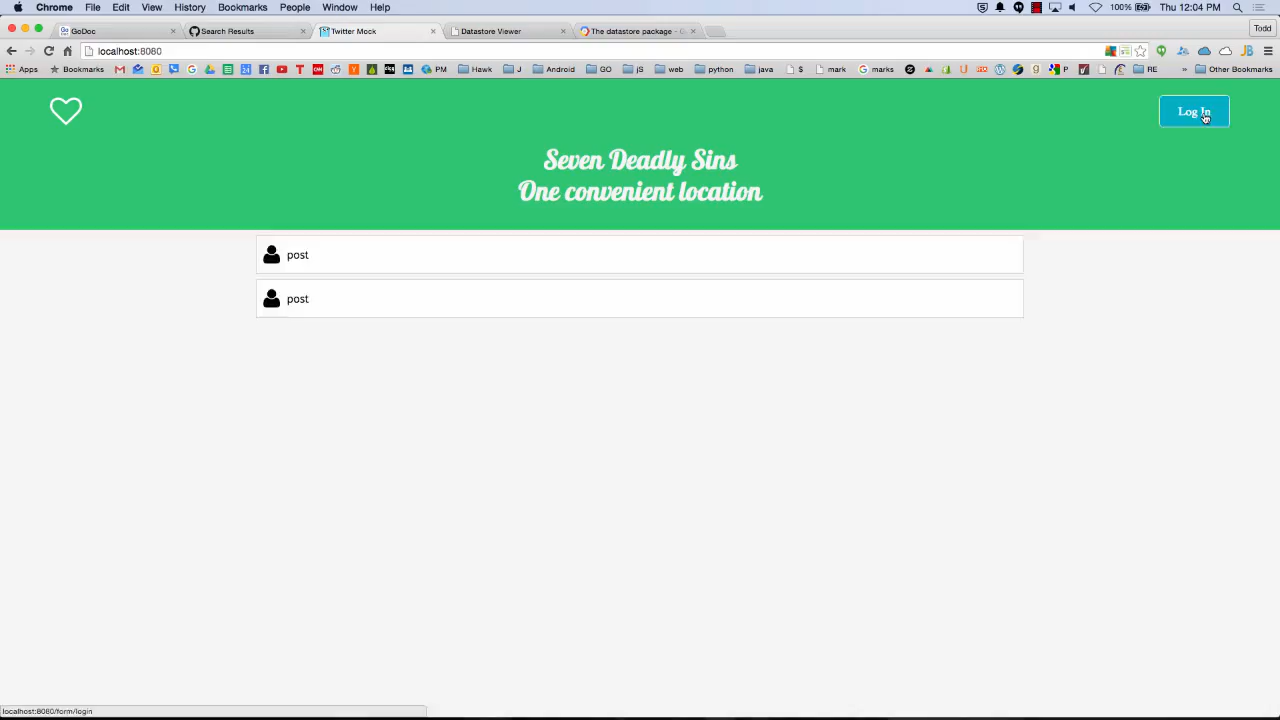 Chrome File Edit View History Bookmarks People Window Help 100% Thu 12:04 PM
GoDoc Search Results Twitter Mock Datastore Viewer The datastore package - G Todd
localhost:8080
Apps Bookmarks PM Hawk J Android GO jS web python java $ mark marks P RE » Other Bookmarks
Log In
Seven Deadly Sins
One convenient location
post
post
localhost:8080/form/login